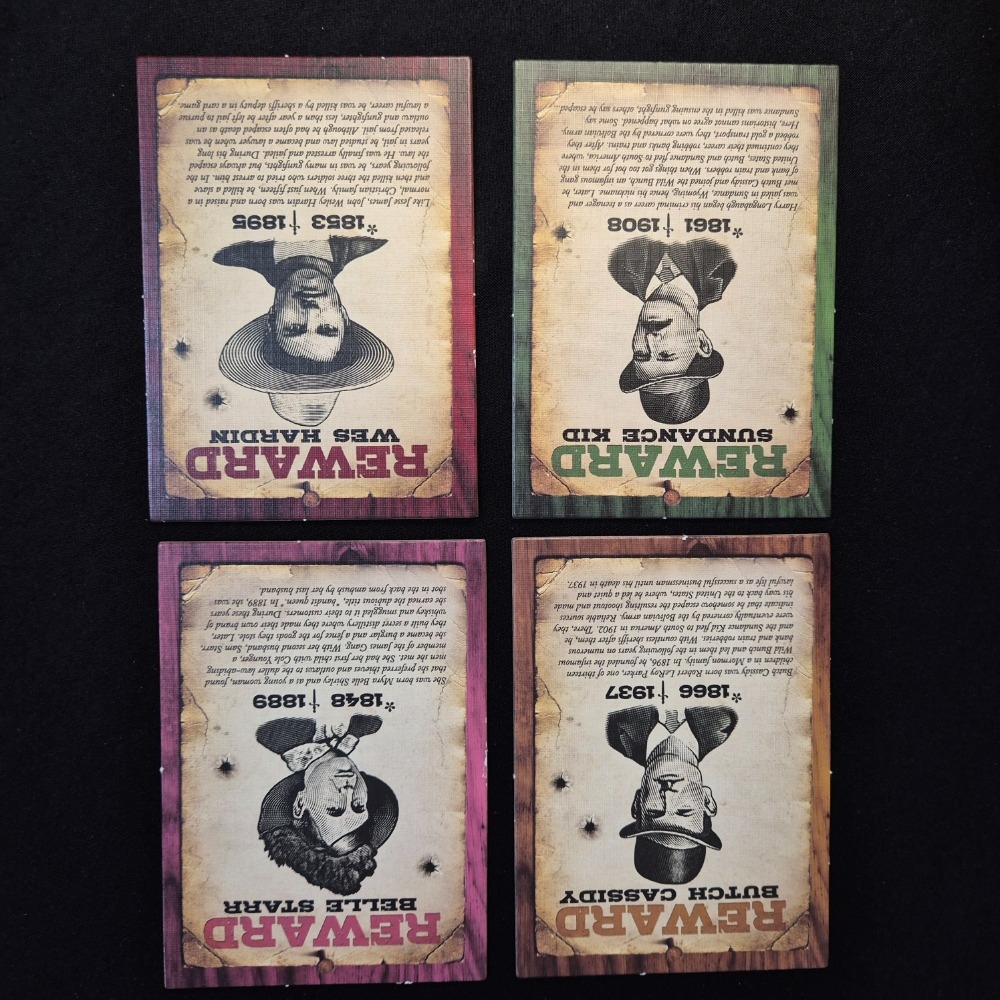 REWARD
BUTCH CASSIDY
*1866 †1937
Butch Cassidy was born Robert LeRoy Parker, one of thirteen
children in a Mormon family. In 1896, he founded the infamous
Wild Bunch and led them in the following years on numerous
bank and train robberies. With countless sheriffs after them, he
and the Sundance Kid fled to South America in 1902. There, they
were eventually cornered by the Bolivian army. Reliable sources
indicate that he somehow escaped the resulting shootout and made
his way back to the United States, where he led a quiet and
lawful life as a successful businessman until his death in 1937.
REWARD
BELLE STARR
*1848 †1889
She was born Myra Belle Shirley and as a young woman, found
that she preferred thieves and outlaws to the duller law-abiding
men she met. She had her first child with Cole Younger, a
member of the James Gang. With her second husband, Sam Starr,
she became a burglar and a fence for the goods they stole. Later,
they built a secret distillery where they made their own brand of
whiskey and smuggled it to their customers. During these years
she earned the dubious title, "bandit queen." In 1889, she was
shot in the back from ambush by her last husband.
REWARD
SUNDANCE KID
*1861 †1908
Harry Longabaugh began his criminal career as a teenager and
was jailed in Sundance, Wyoming, hence his nickname. Later, he
met Butch Cassidy and joined the Wild Bunch, an infamous gang
of bank and train robbers. When things got too hot for them in the
United States, Butch and Sundance fled to South America, where
they continued their career, robbing banks and trains. After they
robbed a gold transport, they were cornered by the Bolivian army.
Here, historians cannot agree on what happened. Some say
Sundance was killed in the ensuing gunfight, others say he escaped...
REWARD
WES HARDIN
*1853 †1895
Like Jesse James, John Wesley Hardin was born and raised in a
normal, Christian family. When just fifteen, he killed a slave
and then killed the three soldiers who tried to arrest him. In the
following years, he was in many gunfights, but always escaped
the law. He was finally arrested and jailed. During his long
years in jail, he studied law and became a lawyer when he was
released from jail. Although he had often escaped death as an
outlaw and gunfighter, less than a year after he left jail to pursue
a lawful career, he was killed by a sheriffs deputy in a card game.